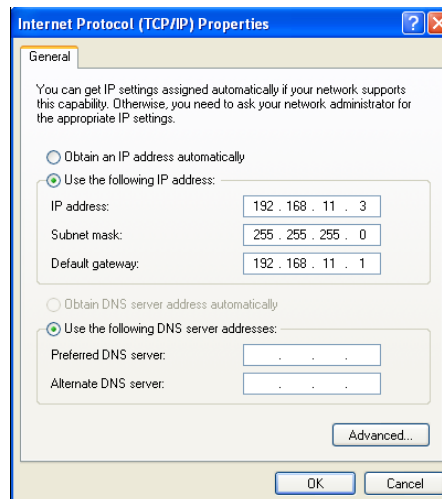 Internet Protocol (TCP/IP) Properties
General
You can get IP settings assigned automatically if your network supports
this capability. Otherwise, you need to ask your network administrator for
the appropriate IP settings.
Obtain an IP address automatically
Use the following IP address:
IP address: 192 . 168 . 11 . 3
Subnet mask: 255 . 255 . 255 . 0
Default gateway: 192 . 168 . 11 . 1
Obtain DNS server address automatically
Use the following DNS server addresses:
Preferred DNS server: . . .
Alternate DNS server: . . .
Advanced...
OK Cancel